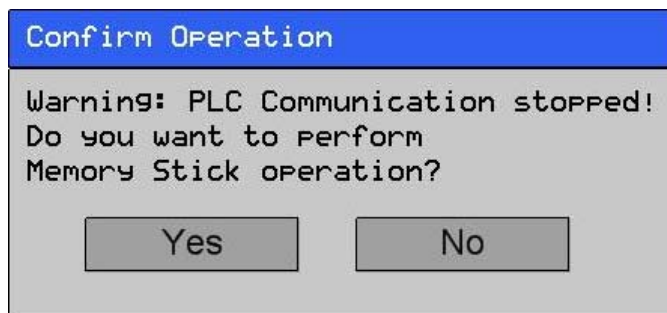 Confirm Operation
Warning: PLC Communication stopped!
Do you want to perform
Memory Stick operation?
Yes No